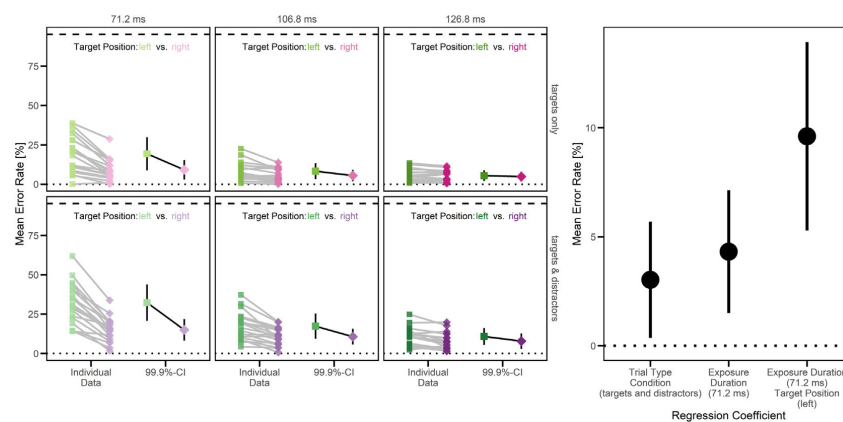 71.2 ms
106.8 ms
126.8 ms
Target Position: left vs. right
Target Position: left vs. right
Target Position: left vs. right
75
50
25
0
targets only
Target Position: left vs. right
Target Position: left vs. right
Target Position: left vs. right
75
50
25
0
targets & distractors
Mean Error Rate [%]
Mean Error Rate [%]
Individual
Data
99.9%-CI
Individual
Data
99.9%-CI
Individual
Data
99.9%-CI
Mean Error Rate [%]
10
5
0
Trial Type
Condition
(targets and distractors)
Exposure
Duration
(71.2 ms)
Exposure Duration
(71.2 ms)
Target Position
(left)
Regression Coefficient